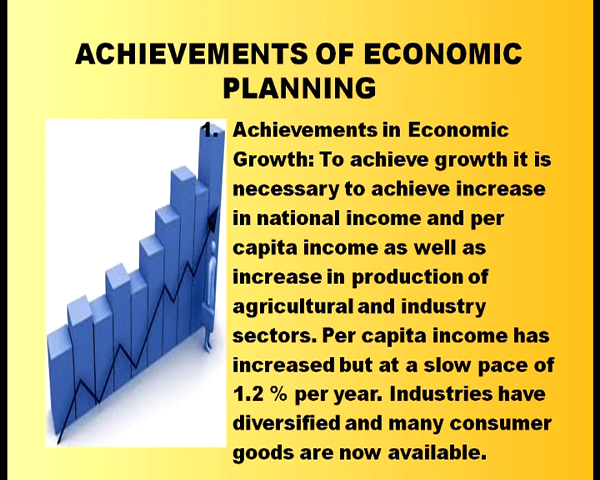 ACHIEVEMENTS OF ECONOMIC
PLANNING
1. Achievements in Economic
Growth: To achieve growth it is
necessary to achieve increase
in national income and per
capita income as well as
increase in production of
agricultural and industry
sectors. Per capita income has
increased but at a slow pace of
1.2 % per year. Industries have
diversified and many consumer
goods are now available.